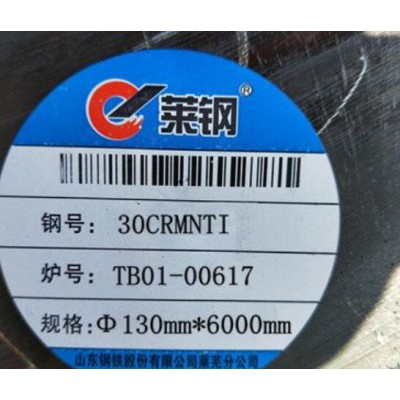 莱钢®
钢号: 30CRMNTI
炉号: TB01-00617
规格: Φ130mm*6000mm
山东钢铁股份有限公司莱芜分公司